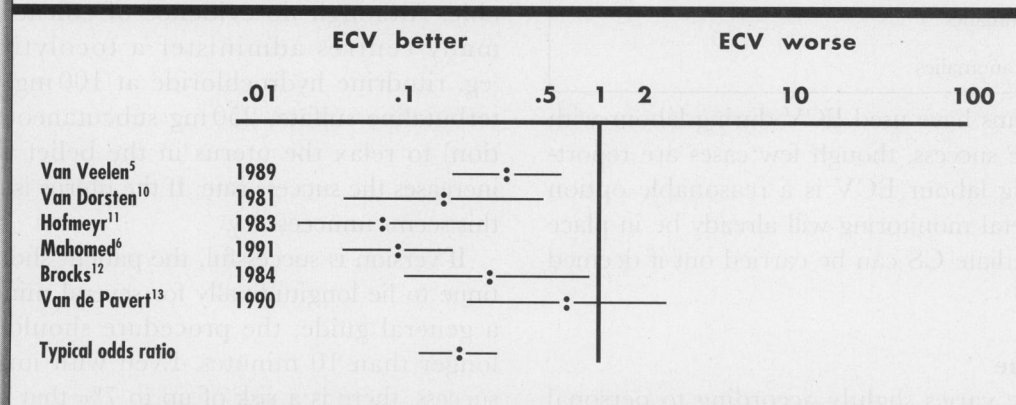 ECV better ECV worse
.01 .1 .5 1 2 10 100
Van Veelen⁵ 1989
Van Dorsten¹⁰ 1981
Hofmeyr¹¹ 1983
Mahomed⁶ 1991
Brocks¹² 1984
Van de Pavert¹³ 1990
Typical odds ratio